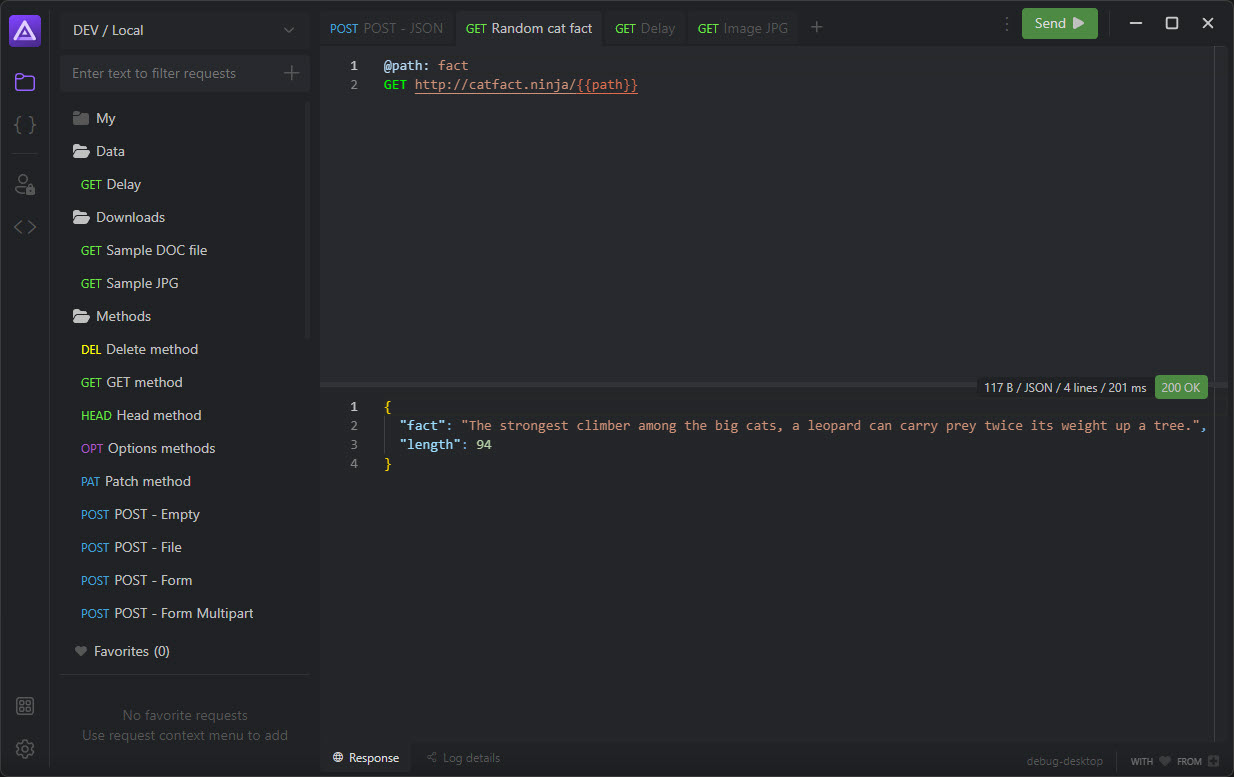 DEV / Local
Enter text to filter requests
My
Data
GET Delay
Downloads
GET Sample DOC file
GET Sample JPG
Methods
DEL Delete method
GET GET method
HEAD Head method
OPT Options methods
PAT Patch method
POST POST - Empty
POST POST - File
POST POST - Form
POST POST - Form Multipart
Favorites (0)
No favorite requests
Use request context menu to add
POST POST - JSON
GET Random cat fact
GET Delay
GET Image JPG
Send
1 @path: fact
2 GET http://catfact.ninja/{{path}}
117 B / JSON / 4 lines / 201 ms 200 OK
1 {
2 "fact": "The strongest climber among the big cats, a leopard can carry prey twice its weight up a tree.",
3 "length": 94
4 }
Response
Log details
debug-desktop
WITH FROM